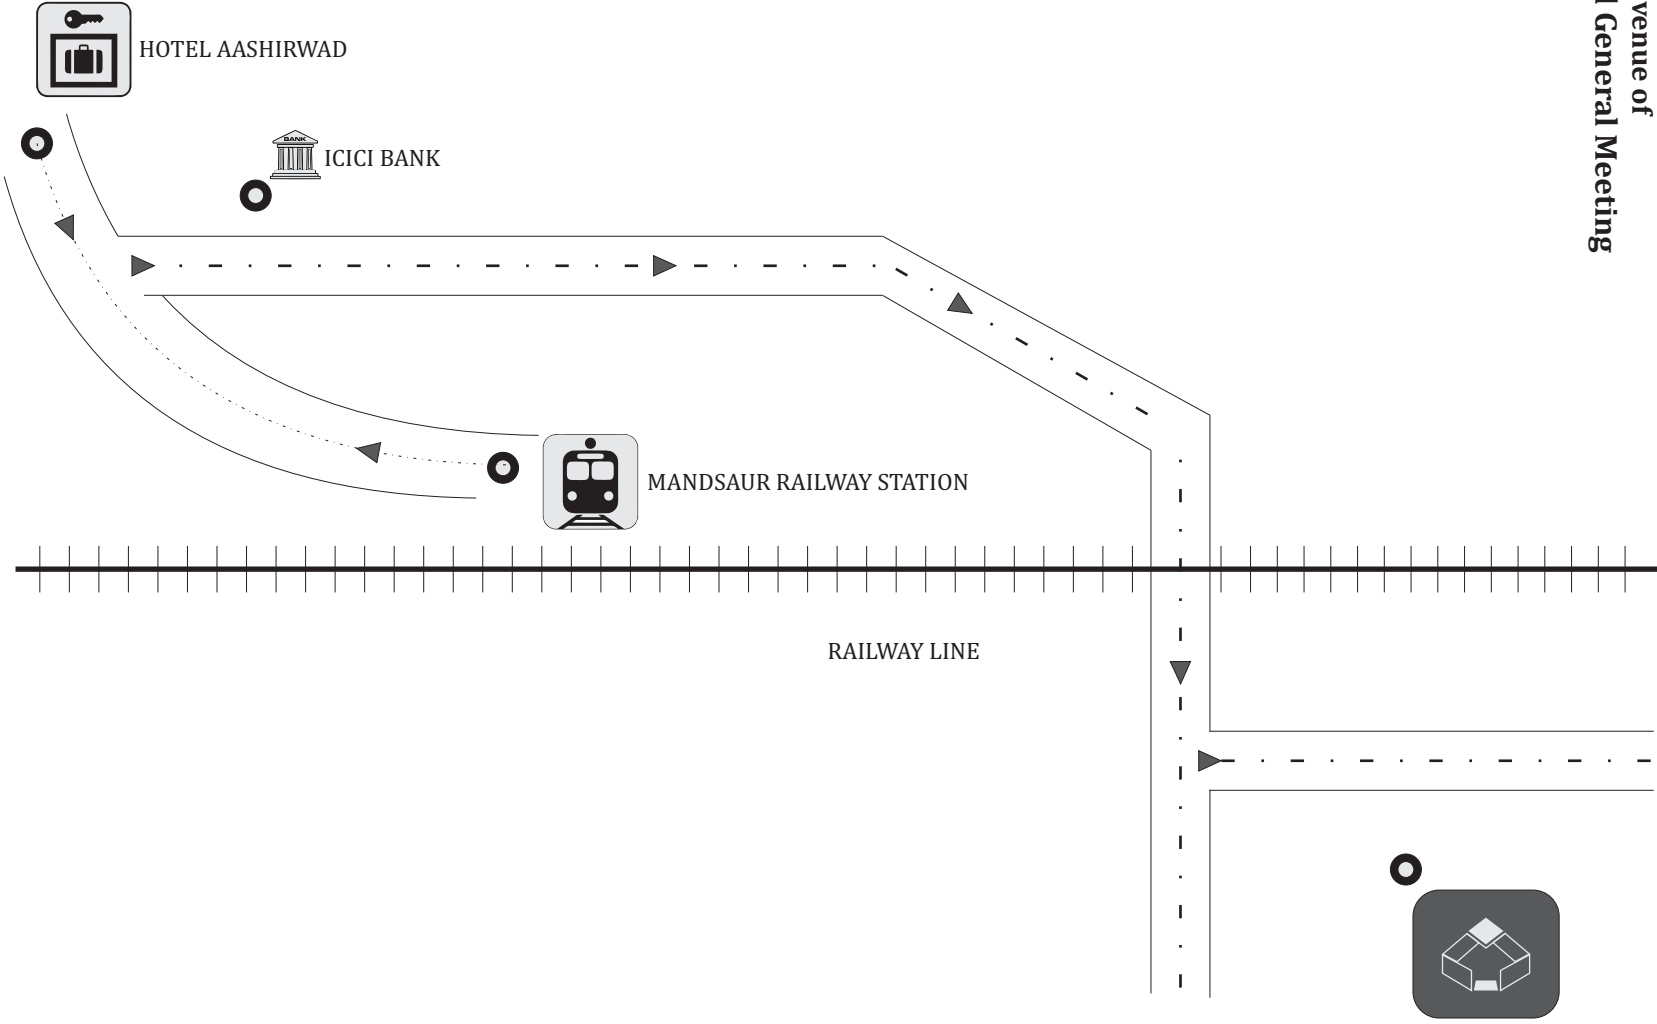 venue of
General Meeting
HOTEL AASHIRWAD
BANK
ICICI BANK
MANDSAUR RAILWAY STATION
RAILWAY LINE